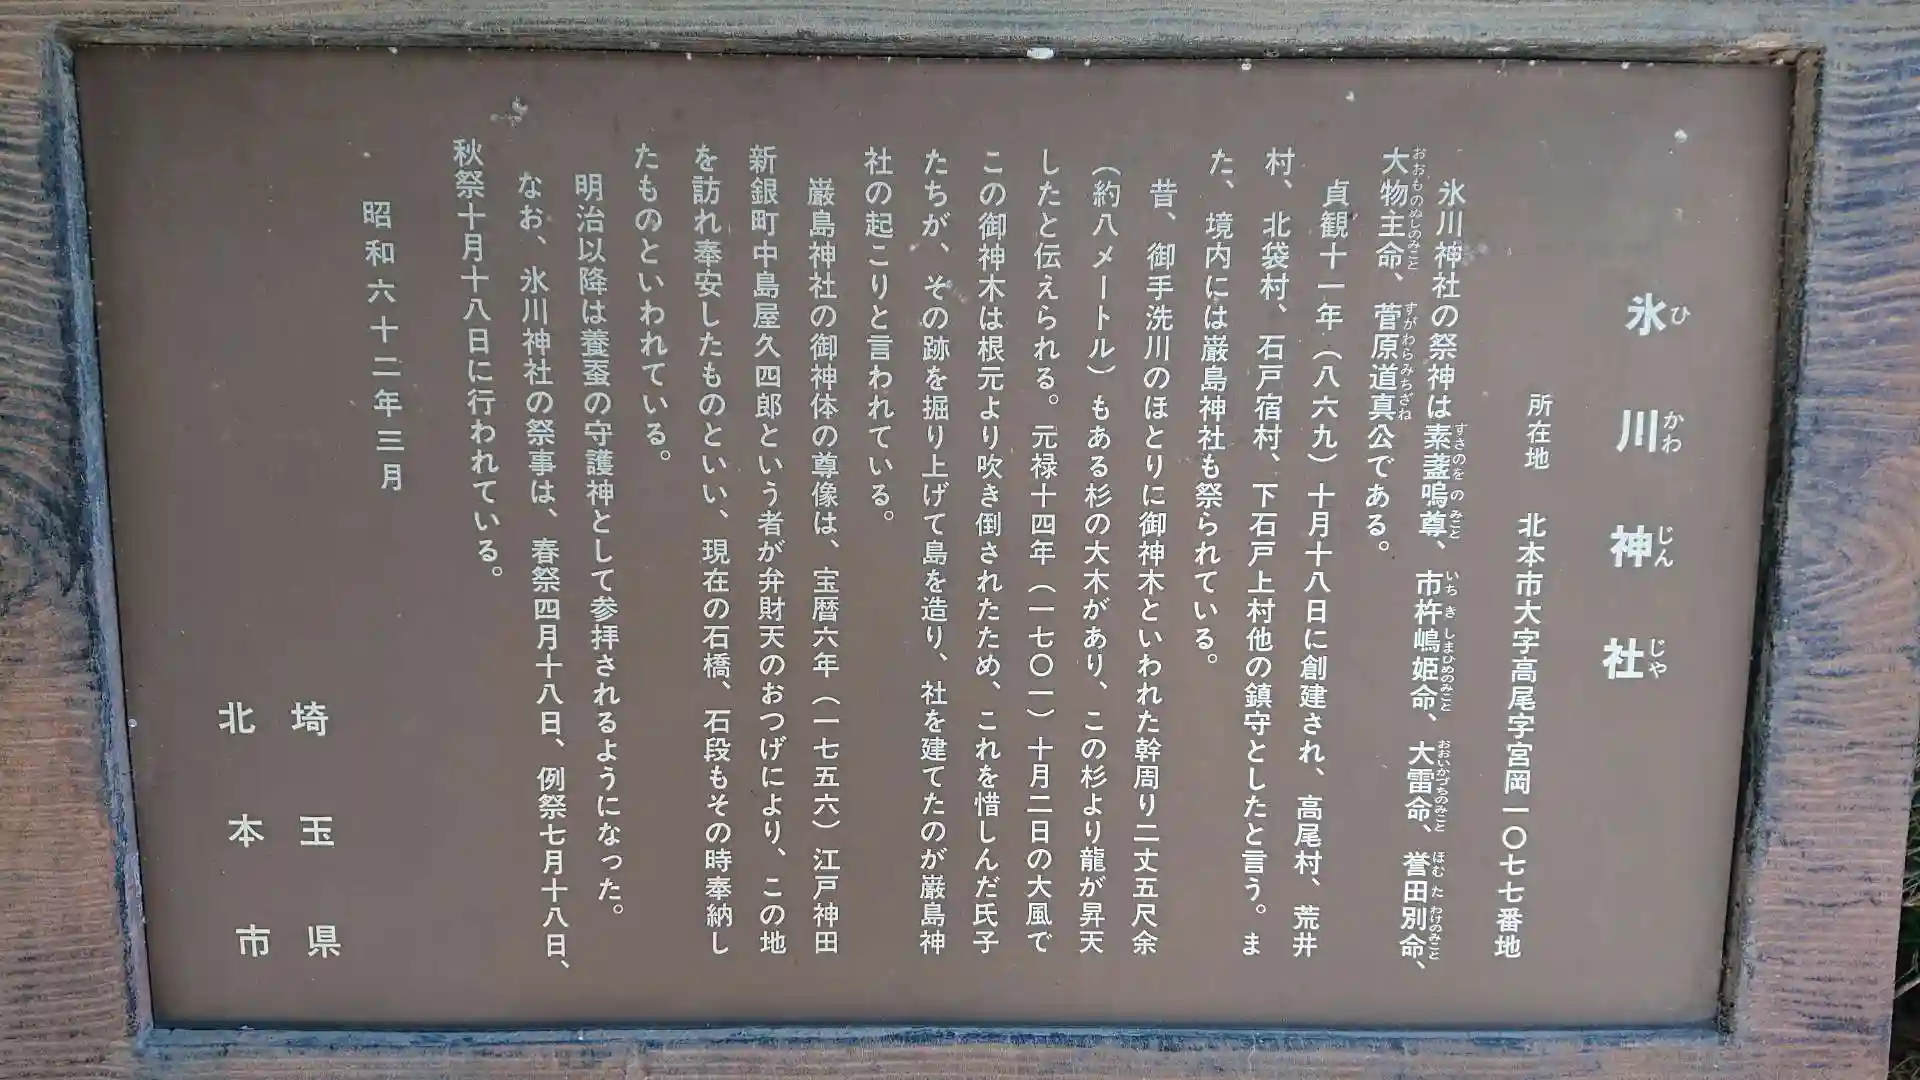 氷川神社
所在地 北本市大字高尾字宮岡一〇七七番地
氷川神社の祭神は素盞嗚尊、市杵嶋姫命、大雷命、誉田別命、
大物主命、菅原道真公である。
貞観十一年（八六九）十月十八日に創建され、高尾村、荒井
村、北袋村、石戸宿村、下石戸上村他の鎮守としたと言う。ま
た、境内には厳島神社も祭られている。
昔、御手洗川のほとりに御神木といわれた幹周り二丈五尺余
（約八メートル）もある杉の大木があり、この杉より龍が昇天
したと伝えられる。元禄十四年（一七〇一）十月二日の大風で
この御神木は根元より吹き倒されたため、これを惜しんだ氏子
たちが、その跡を掘り上げて島を造り、社を建てたのが厳島神
社の起こりと言われている。
厳島神社の御神体の尊像は、宝暦六年（一七五六）江戸神田
新銀町中島屋久四郎という者が弁財天のおつげにより、この地
を訪れ奉安したものといい、現在の石橋、石段もその時奉納し
たものといわれている。
明治以降は養蚕の守護神として参拝されるようになった。
なお、氷川神社の祭事は、春祭四月十八日、例祭七月十八日、
秋祭十月十八日に行われている。
昭和六十二年三月
埼玉県
北本市